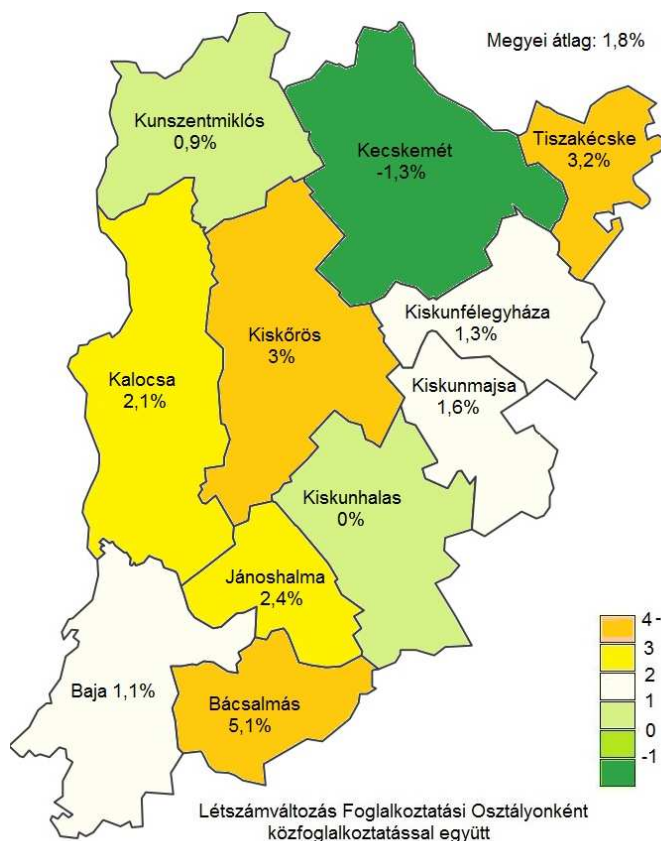 Megyei átlag: 1,8%
Kunszentmiklós
0,9%
Kecskemét
-1,3%
Tiszakécske
3,2%
Kiskunfélegyháza
1,3%
Kiskőrös
3%
Kalocsa
2,1%
Kiskunmajsa
1,6%
Kiskunhalas
0%
Jánoshalma
2,4%
Baja 1,1%
Bácsalmás
5,1%
4-
3
2
1
0
-1
Létszámváltozás Foglalkoztatási Osztályonként
közfoglalkoztatással együtt